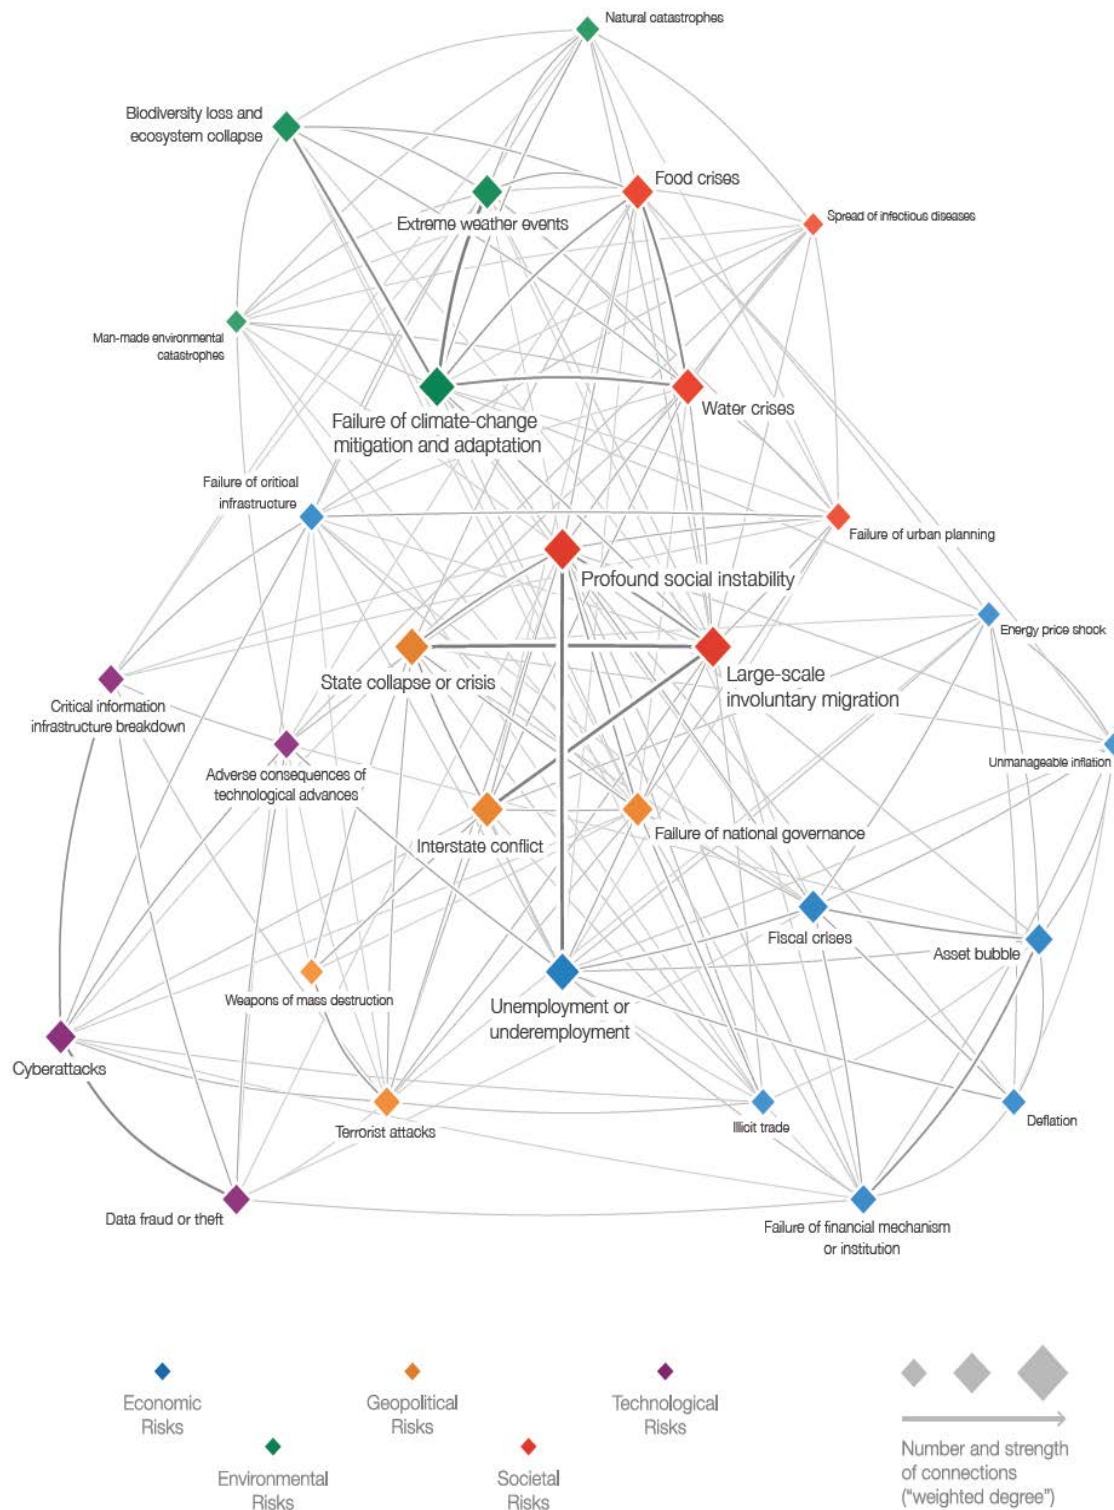 Natural catastrophes
Biodiversity loss and
ecosystem collapse
Food crises
Extreme weather events
Spread of infectious diseases
Man-made environmental
catastrophes
Water crises
Failure of climate-change
mitigation and adaptation
Failure of critical
infrastructure
Failure of urban planning
Profound social instability
Energy price shock
Large-scale
involuntary migration
State collapse or crisis
Critical information
infrastructure breakdown
Unmanageable inflation
Adverse consequences of
technological advances
Failure of national governance
Interstate conflict
Fiscal crises
Asset bubble
Weapons of mass destruction
Unemployment or
underemployment
Cyberattacks
Terrorist attacks
Illicit trade
Deflation
Data fraud or theft
Failure of financial mechanism
or institution
Economic
Risks
Geopolitical
Risks
Technological
Risks
Environmental
Risks
Societal
Risks
Number and strength
of connections
(“weighted degree”)